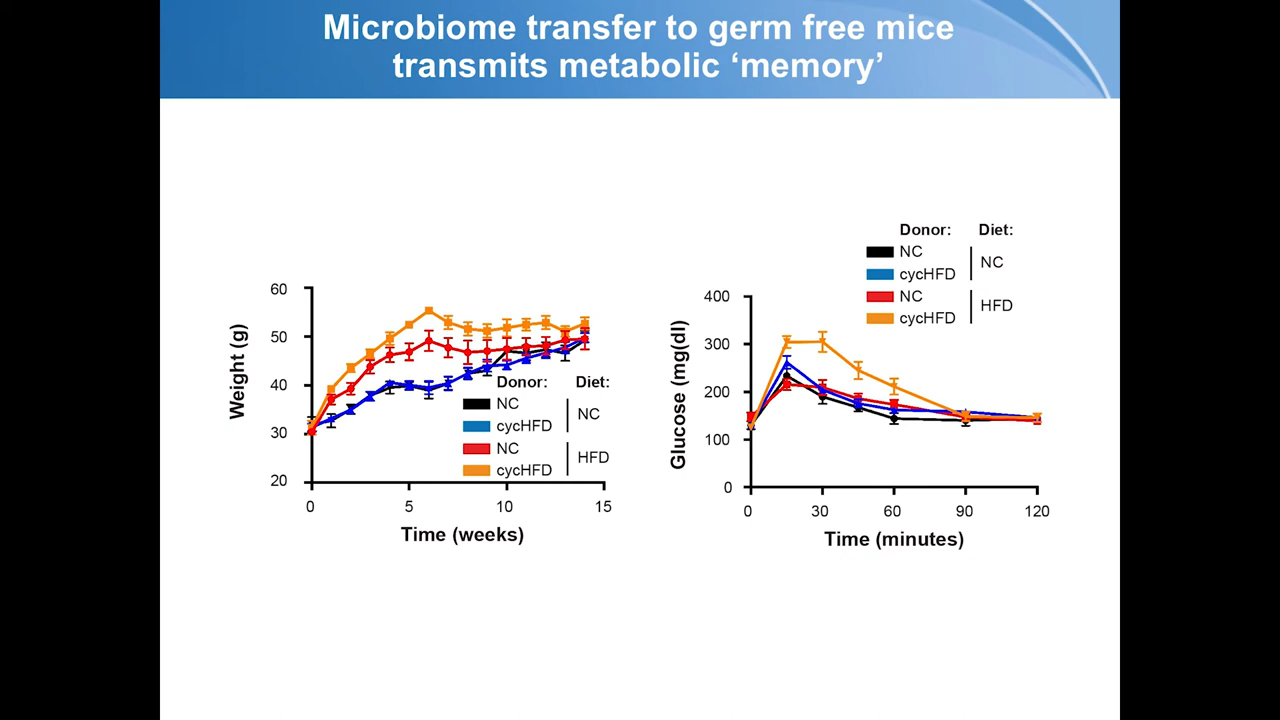 Microbiome transfer to germ free mice
transmits metabolic ‘memory’
60
50
40
30
20
Weight (g)
0
5
10
15
Time (weeks)
Donor: Diet:
NC
cycHFD
NC
NC
cycHFD
HFD
Donor: Diet:
NC
cycHFD
NC
NC
cycHFD
HFD
400
300
200
100
0
Glucose (mg(dl)
0
30
60
90
120
Time (minutes)